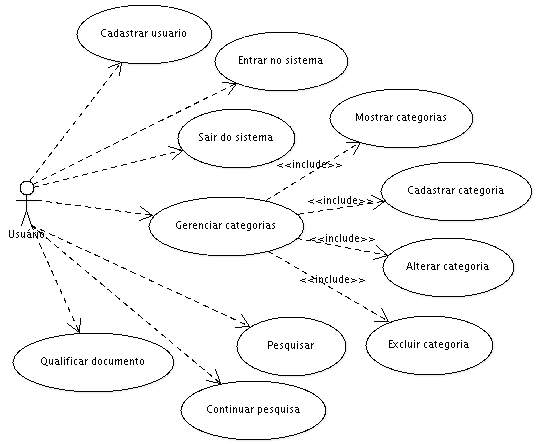 Cadastrar usuario
Entrar no sistema
Mostrar categorias
Sair do sistema
<<include>>
Cadastrar categoria
<<include>>
Usuário
Gerenciar categorias
<<include>>
Alterar categoria
<<include>>
Pesquisar
Excluir categoria
Qualificar documento
Continuar pesquisa